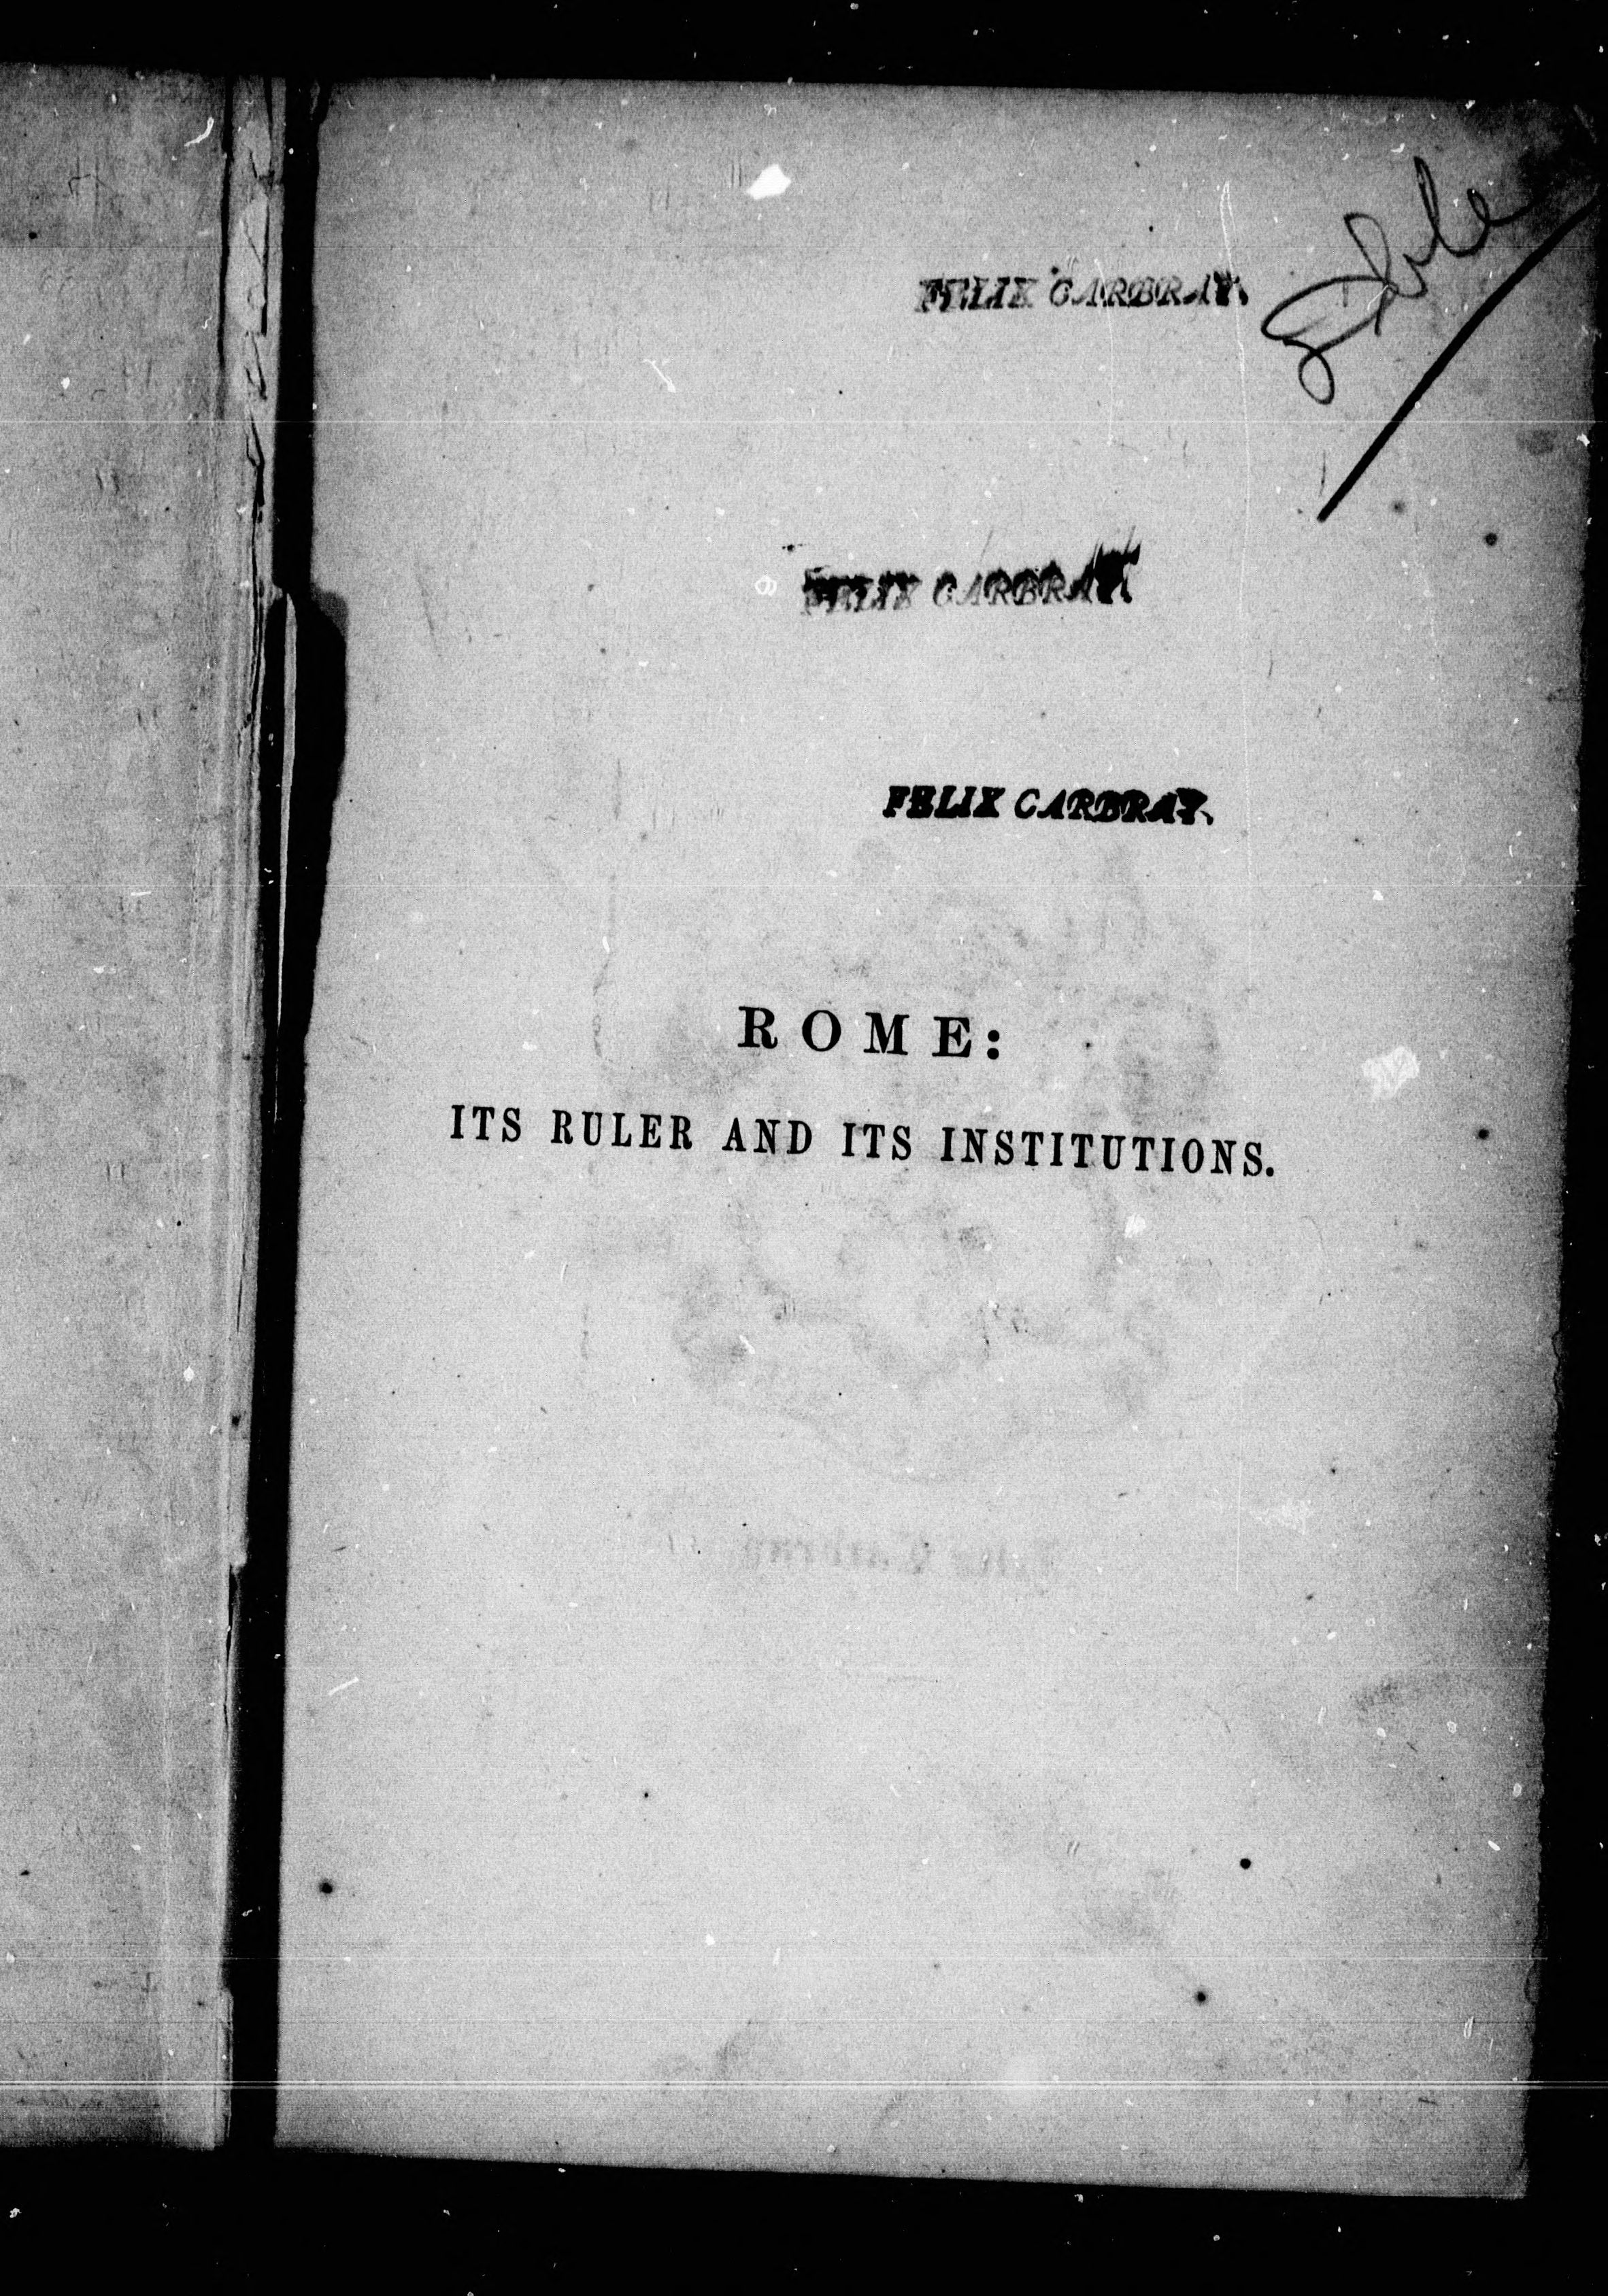 FELIX CARBRAY.
FELIX CARBRAY.
FELIX CARBRAY.
ROME:
ITS RULER AND ITS INSTITUTIONS.